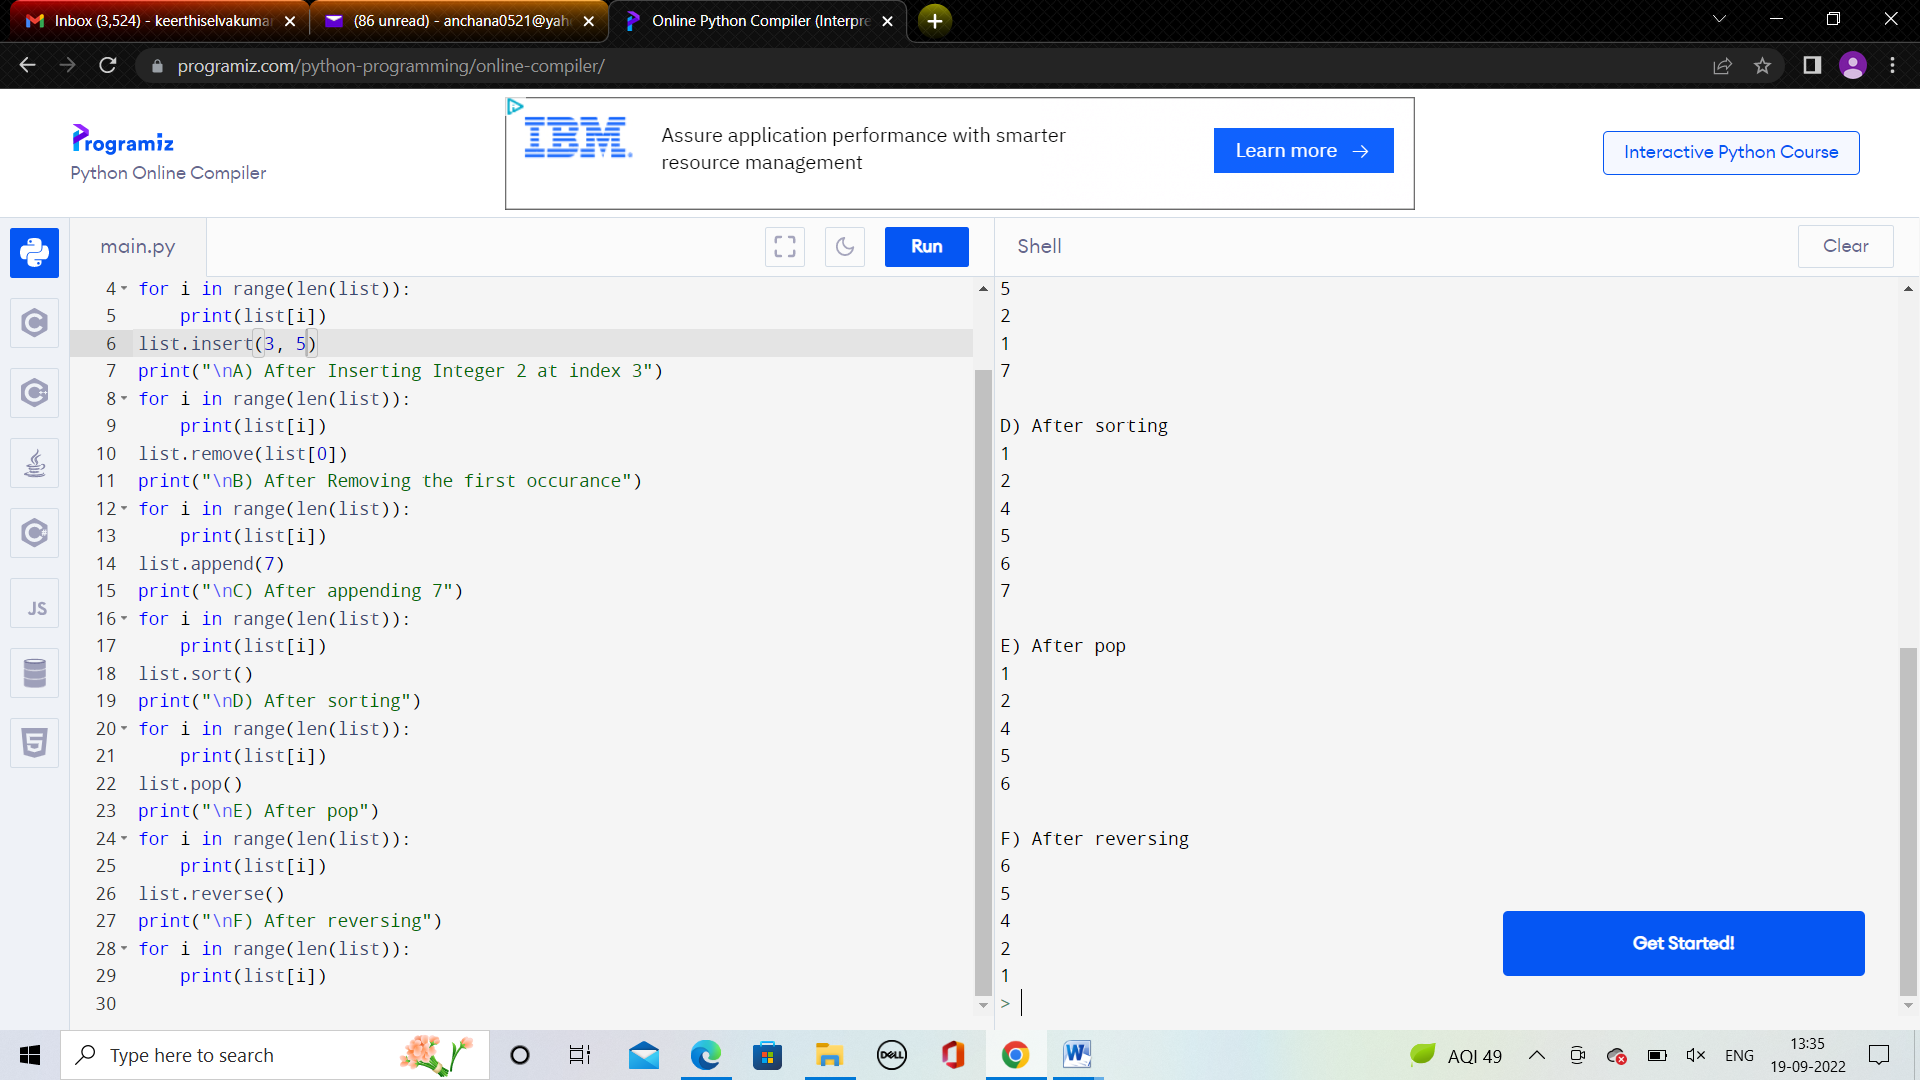 Inbox (3,524) - keerthiselvakumar
(86 unread) - anchana0521@yah
Online Python Compiler (Interpre
programiz.com/python-programming/online-compiler/
Programiz
Python Online Compiler
IBM
Assure application performance with smarter
resource management
Learn more →
Interactive Python Course
main.py
Run
Shell
Clear
4 for i in range(len(list)):
5 print(list[i])
6 list.insert(3, 5)
7 print("\nA) After Inserting Integer 2 at index 3")
8 for i in range(len(list)):
9 print(list[i])
10 list.remove(list[0])
11 print("\nB) After Removing the first occurance")
12 for i in range(len(list)):
13 print(list[i])
14 list.append(7)
15 print("\nC) After appending 7")
16 for i in range(len(list)):
17 print(list[i])
18 list.sort()
19 print("\nD) After sorting")
20 for i in range(len(list)):
21 print(list[i])
22 list.pop()
23 print("\nE) After pop")
24 for i in range(len(list)):
25 print(list[i])
26 list.reverse()
27 print("\nF) After reversing")
28 for i in range(len(list)):
29 print(list[i])
30
5
2
1
7
D) After sorting
1
2
4
5
6
7
E) After pop
1
2
4
5
6
F) After reversing
6
5
4
2
1
>
Get Started!
JS
Type here to search
DELL
AQI 49
ENG
13:35
19-09-2022